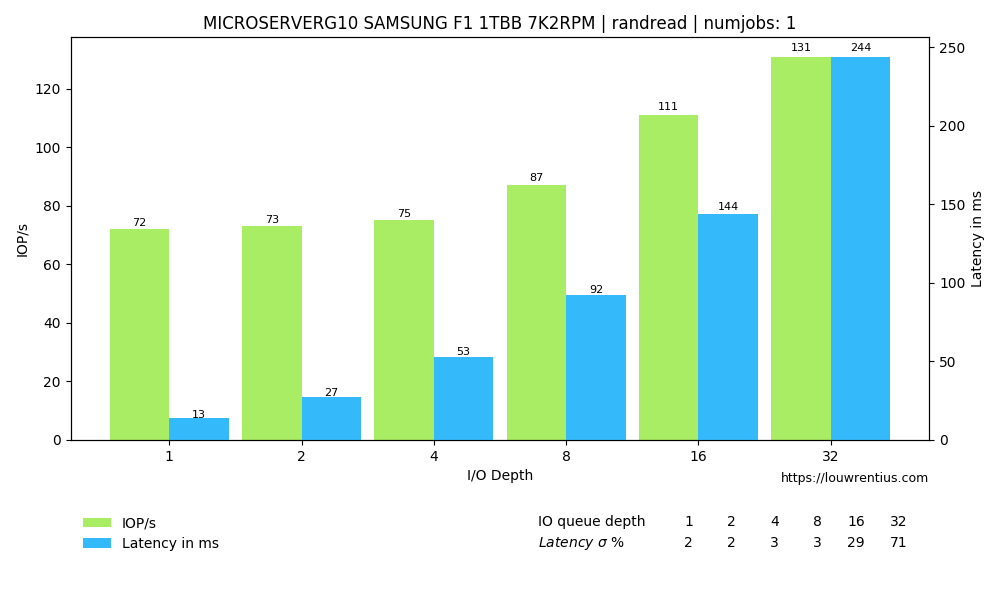 MICROSERVERG10 SAMSUNG F1 1TBB 7K2RPM | randread | numjobs: 1
IOP/s
0
20
40
60
80
100
120
72
73
75
87
111
131
13
27
53
92
144
244
0
50
100
150
200
250
Latency in ms
1 2 4 8 16 32
I/O Depth
https://louwrentius.com
IOP/s
Latency in ms
IO queue depth 1 2 4 8 16 32
Latency σ % 2 2 3 3 29 71